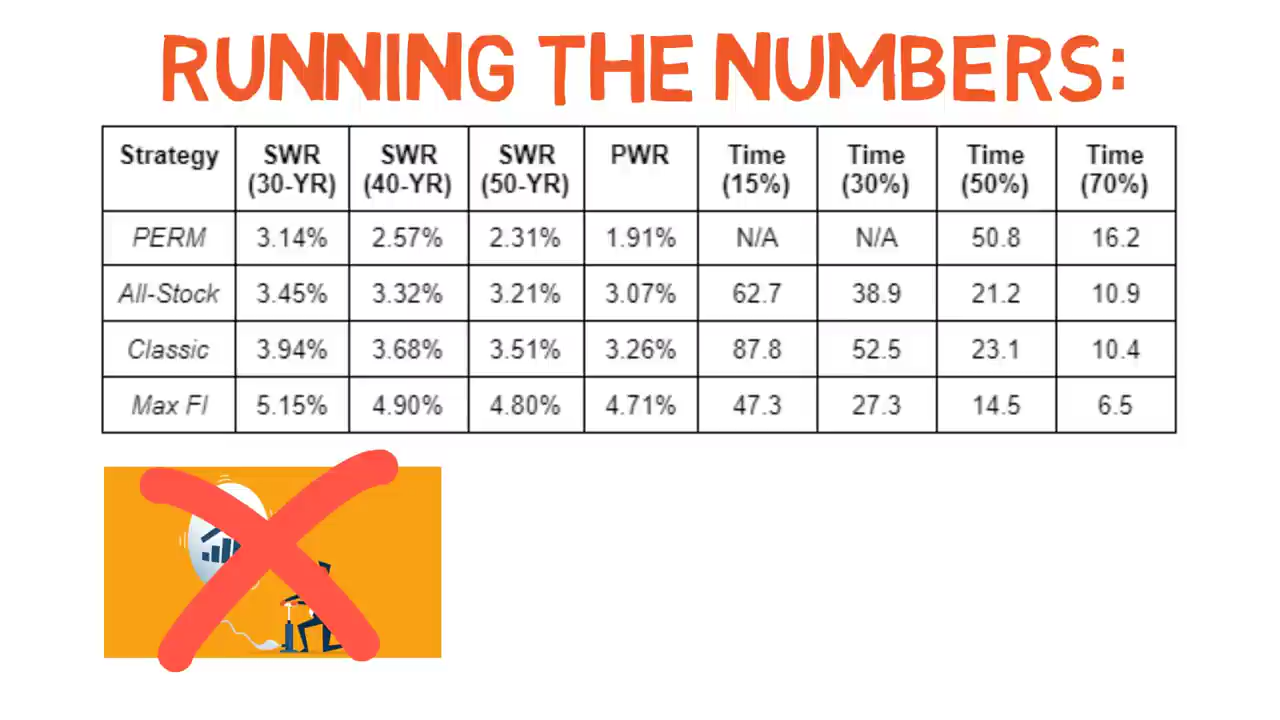 RUNNING THE NUMBERS:
Strategy SWR (30-YR) SWR (40-YR) SWR (50-YR) PWR Time (15%) Time (30%) Time (50%) Time (70%)
PERM 3.14% 2.57% 2.31% 1.91% N/A N/A 50.8 16.2
All-Stock 3.45% 3.32% 3.21% 3.07% 62.7 38.9 21.2 10.9
Classic 3.94% 3.68% 3.51% 3.26% 87.8 52.5 23.1 10.4
Max FI 5.15% 4.90% 4.80% 4.71% 47.3 27.3 14.5 6.5